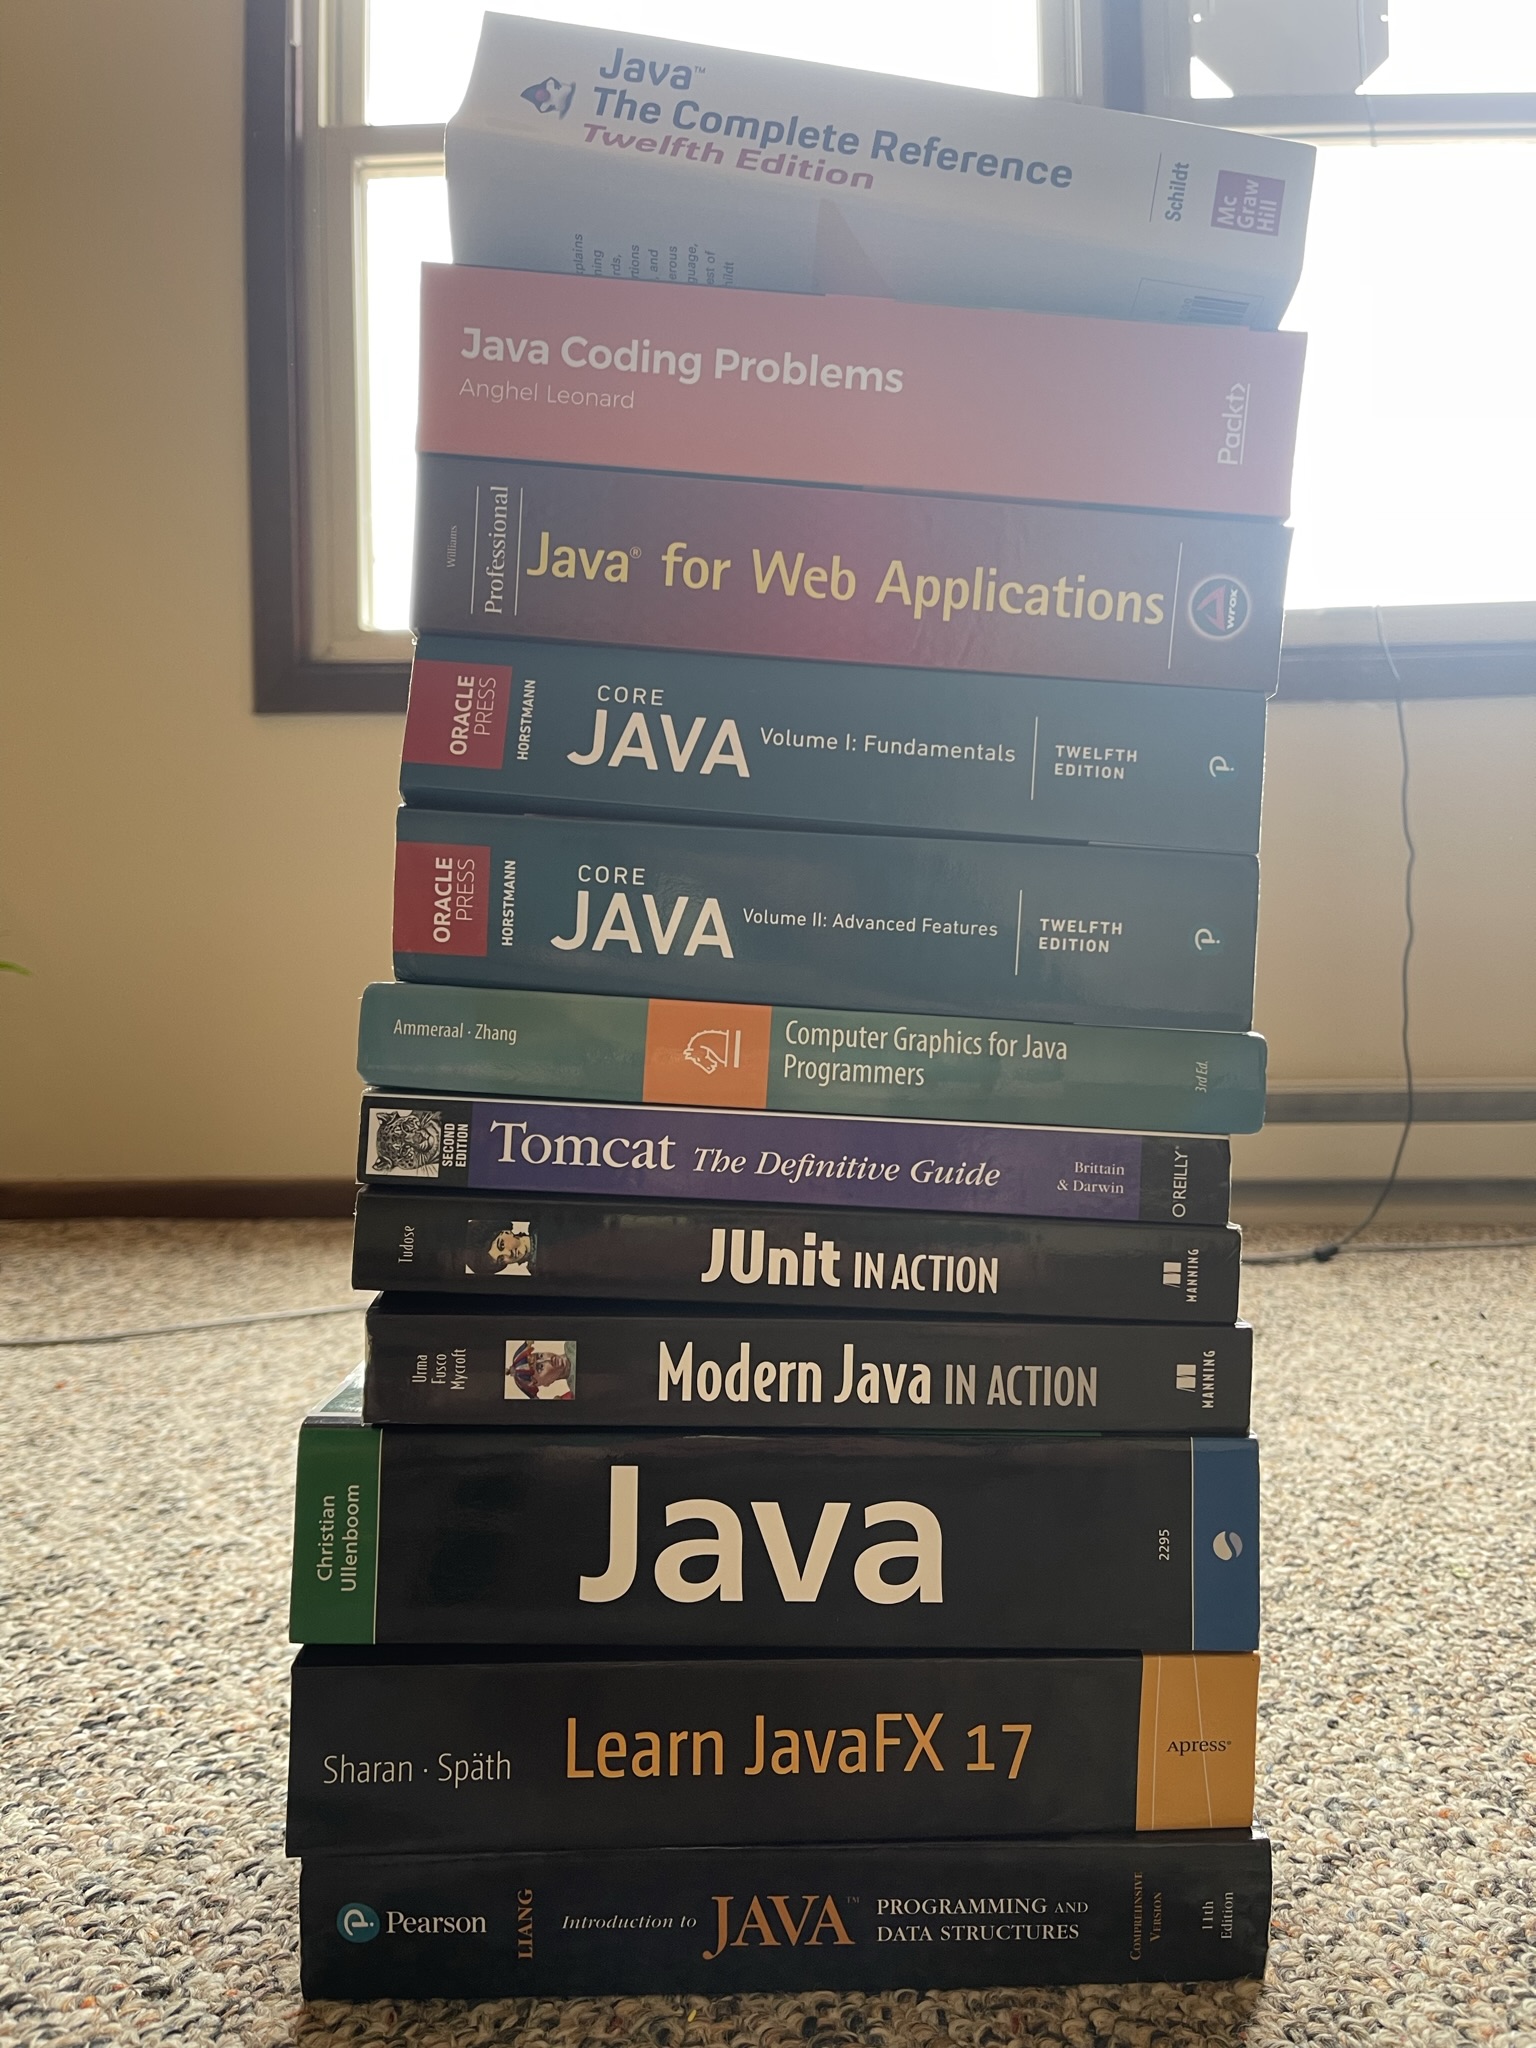 Java™
The Complete Reference
Twelfth Edition
Schildt
Mc
Graw
Hill
rds,
and
Java Coding Problems
Anghel Leonard
Packt>
Williams
Professional
Java® for Web Applications
wrox
ORACLE
PRESS
HORSTMANN
CORE
JAVA
Volume I: Fundamentals
TWELFTH
EDITION
ORACLE
PRESS
HORSTMANN
CORE
JAVA
Volume II: Advanced Features
TWELFTH
EDITION
Ammeraal · Zhang
Computer Graphics for Java
Programmers
3rd Ed.
SECOND
EDITION
Tomcat The Definitive Guide
Brittain
& Darwin
O'REILLY®
Tudose
JUnit IN ACTION
MANNING
Urma
Fusco
Mycroft
Modern Java IN ACTION
MANNING
Christian
Ullenboom
Java
2295
Sharan · Späth
Learn JavaFX 17
Apress®
Pearson
LIANG
Introduction to
JAVA™
PROGRAMMING AND
DATA STRUCTURES
COMPREHENSIVE
VERSION
11th
Edition